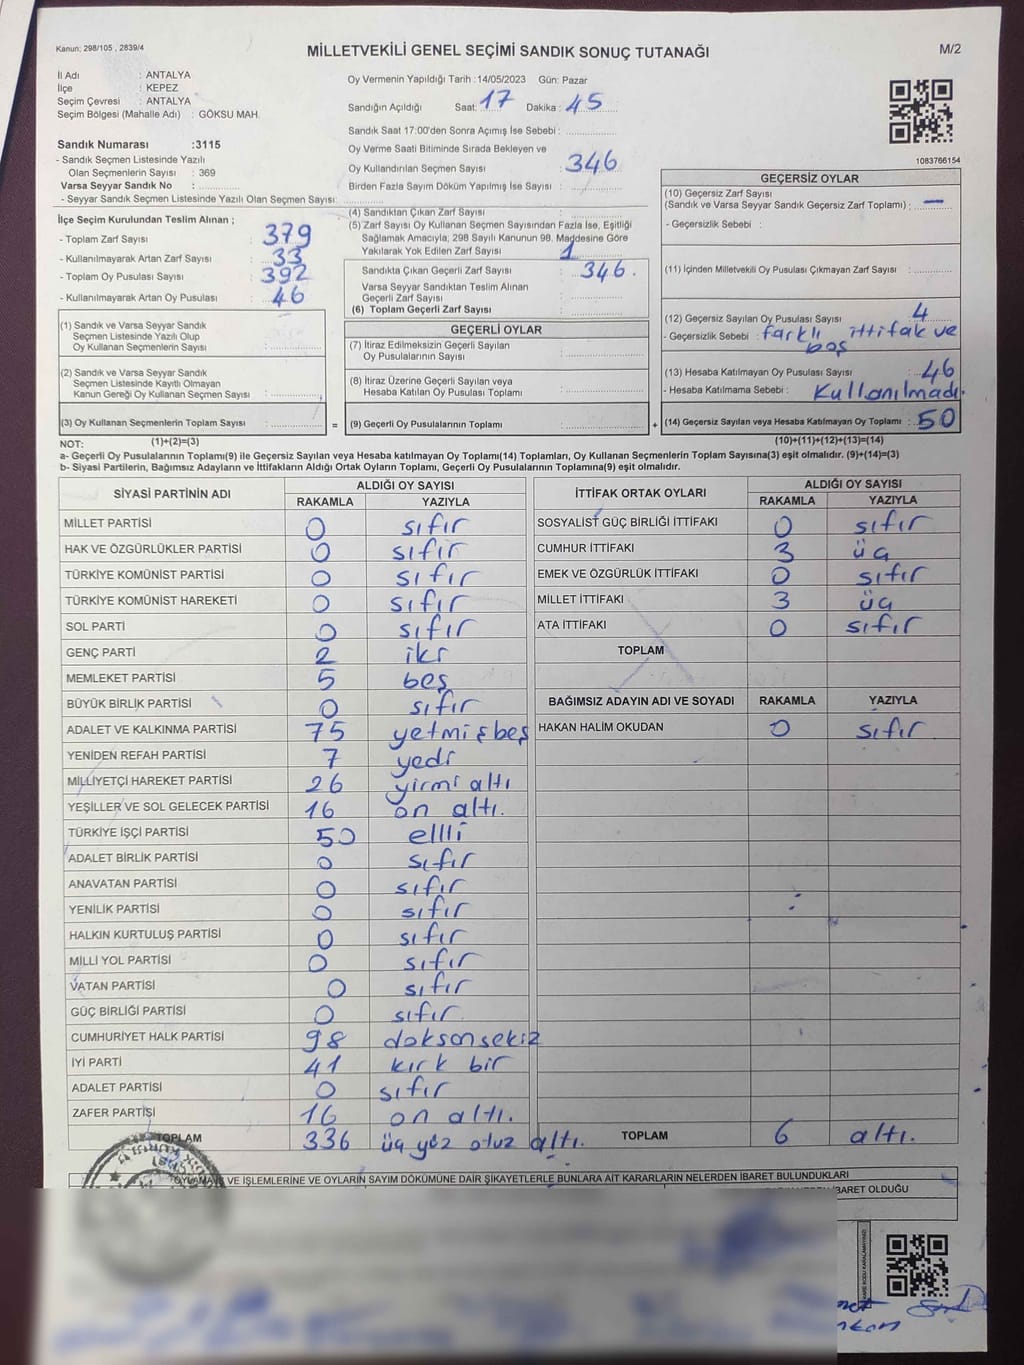 Kanun; 298/105 , 2839/4
MİLLETVEKİLİ GENEL SEÇİMİ SANDIK SONUÇ TUTANAĞI
M/2
İl Adı : ANTALYA
İlçe : KEPEZ
Seçim Çevresi : ANTALYA
Seçim Bölgesi (Mahalle Adı) : GÖKSU MAH.
Sandık Numarası :3115
- Sandık Seçmen Listesinde Yazılı
Olan Seçmenlerin Sayısı : 369
Varsa Seyyar Sandık No :
- Seyyar Sandık Seçmen Listesinde Yazılı Olan Seçmen Sayısı:
Oy Vermenin Yapıldığı Tarih :14/05/2023 Gün: Pazar
Sandığın Açıldığı Saat: 17 Dakika : 45
Sandık Saat 17:00'den Sonra Açımış İse Sebebi :
Oy Verme Saati Bitiminde Sırada Bekleyen ve
Oy Kullandırılan Seçmen Sayısı : 346
Birden Fazla Sayım Döküm Yapılmış İse Sayısı :
1083766154
İlçe Seçim Kurulundan Teslim Alınan ;
- Toplam Zarf Sayısı : 379
- Kullanılmayarak Artan Zarf Sayısı : 33
- Toplam Oy Pusulası Sayısı : 392
- Kullanılmayarak Artan Oy Pusulası : 46
(4) Sandıktan Çıkan Zarf Sayısı :
(5) Zarf Sayısı Oy Kullanan Seçmen Sayısından Fazla İse, Eşitliği
Sağlamak Amacıyla, 298 Sayılı Kanunun 98. Maddesine Göre
Yakılarak Yok Edilen Zarf Sayısı : 1
Sandıkta Çıkan Geçerli Zarf Sayısı : 346.
Varsa Seyyar Sandıktan Teslim Alınan
Geçerli Zarf Sayısı
(6) Toplam Geçerli Zarf Sayısı :
GEÇERSİZ OYLAR
(10) Geçersiz Zarf Sayısı
(Sandık ve Varsa Seyyar Sandık Geçersiz Zarf Toplamı) : —
- Geçersizlik Sebebi :
(11) İçinden Milletvekili Oy Pusulası Çıkmayan Zarf Sayısı :
(12) Geçersiz Sayılan Oy Pusulası Sayısı : 4
- Geçersizlik Sebebi : farklı ittifak ve
boş
(13) Hesaba Katılmayan Oy Pusulası Sayısı : 46
- Hesaba Katılmama Sebebi : Kullanılmadı.
(14) Geçersiz Sayılan veya Hesaba Katılmayan Oy Toplamı : 50
(10)+(11)+(12)+(13)=(14)
(1) Sandık ve Varsa Seyyar Sandık
Seçmen Listesinde Yazılı Olup
Oy Kullanan Seçmenlerin Sayısı :
(2) Sandık ve Varsa Seyyar Sandık
Seçmen Listesinde Kayıtlı Olmayan
Kanun Gereği Oy Kullanan Seçmen Sayısı :
(3) Oy Kullanan Seçmenlerin Toplam Sayısı :
=
GEÇERLİ OYLAR
(7) İtiraz Edilmeksizin Geçerli Sayılan
Oy Pusulalarının Sayısı :
(8) İtiraz Üzerine Geçerli Sayılan veya
Hesaba Katılan Oy Pusulası Toplamı :
(9) Geçerli Oy Pusulalarının Toplamı :
+
NOT: (1)+(2)=(3)
a- Geçerli Oy Pusulalarının Toplamı(9) ile Geçersiz Sayılan veya Hesaba katılmayan Oy Toplamı(14) Toplamları, Oy Kullanan Seçmenlerin Toplam Sayısına(3) eşit olmalıdır. (9)+(14)=(3)
b- Siyasi Partilerin, Bağımsız Adayların ve İttifakların Aldığı Ortak Oyların Toplamı, Geçerli Oy Pusulalarının Toplamına(9) eşit olmalıdır.
SİYASİ PARTİNİN ADI ALDIĞI OY SAYISI
RAKAMLA YAZIYLA
MİLLET PARTİSİ 0 sıfır
HAK VE ÖZGÜRLÜKLER PARTİSİ 0 sıfır
TÜRKİYE KOMÜNİST PARTİSİ 0 sıfır
TÜRKİYE KOMÜNİST HAREKETİ 0 sıfır
SOL PARTİ 0 sıfır
GENÇ PARTİ 2 iki
MEMLEKET PARTİSİ 5 beş
BÜYÜK BİRLİK PARTİSİ 0 sıfır
ADALET VE KALKINMA PARTİSİ 75 yetmişbeş
YENİDEN REFAH PARTİSİ 7 yedi
MİLLİYETÇİ HAREKET PARTİSİ 26 yirmi altı
YEŞİLLER VE SOL GELECEK PARTİSİ 16 on altı.
TÜRKİYE İŞÇİ PARTİSİ 50 ellli
ADALET BİRLİK PARTİSİ 0 sıfır
ANAVATAN PARTİSİ 0 sıfır
YENİLİK PARTİSİ 0 sıfır
HALKIN KURTULUŞ PARTİSİ 0 sıfır
MİLLİ YOL PARTİSİ 0 sıfır
VATAN PARTİSİ 0 sıfır
GÜÇ BİRLİĞİ PARTİSİ 0 sıfır
CUMHURİYET HALK PARTİSİ 98 doksansekiz
İYİ PARTİ 41 kırk bir
ADALET PARTİSİ 0 sıfır
ZAFER PARTİSİ 16 on altı.
TOPLAM 336 üç yüz otuz altı.
İTTİFAK ORTAK OYLARI ALDIĞI OY SAYISI
RAKAMLA YAZIYLA
SOSYALİST GÜÇ BİRLİĞİ İTTİFAKI 0 sıfır
CUMHUR İTTİFAKI 3 üç
EMEK VE ÖZGÜRLÜK İTTİFAKI 0 sıfır
MİLLET İTTİFAKI 3 üç
ATA İTTİFAKI 0 sıfır
TOPLAM
BAĞIMSIZ ADAYIN ADI VE SOYADI RAKAMLA YAZIYLA
HAKAN HALİM OKUDAN 0 sıfır
TOPLAM 6 altı.
VE İŞLEMLERİNE VE OYLARIN SAYIM DÖKÜMÜNE DAİR ŞİKAYETLERLE BUNLARA AİT KARARLARIN NELERDEN İBARET BULUNDUKLARI
İBARET OLDUĞU